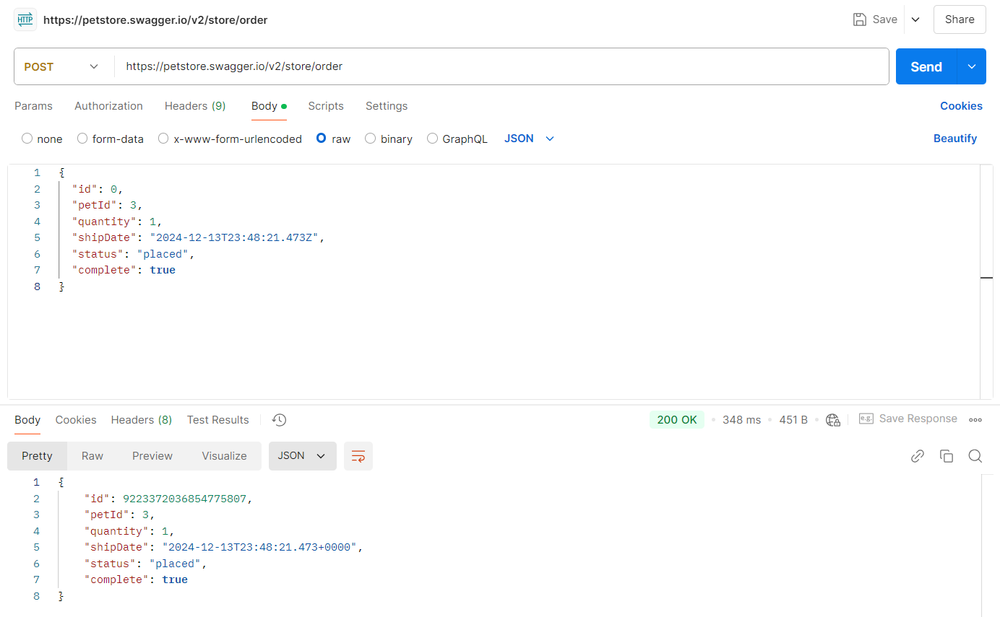 HTTP https://petstore.swagger.io/v2/store/order Save Share
POST https://petstore.swagger.io/v2/store/order Send
Params Authorization Headers (9) Body Scripts Settings Cookies
none form-data x-www-form-urlencoded raw binary GraphQL JSON Beautify
1 {
2 "id": 0,
3 "petId": 3,
4 "quantity": 1,
5 "shipDate": "2024-12-13T23:48:21.473Z",
6 "status": "placed",
7 "complete": true
8 }
Body Cookies Headers (8) Test Results 200 OK 348 ms 451 B e.g. Save Response
Pretty Raw Preview Visualize JSON
1 {
2 "id": 9223372036854775807,
3 "petId": 3,
4 "quantity": 1,
5 "shipDate": "2024-12-13T23:48:21.473+0000",
6 "status": "placed",
7 "complete": true
8 }